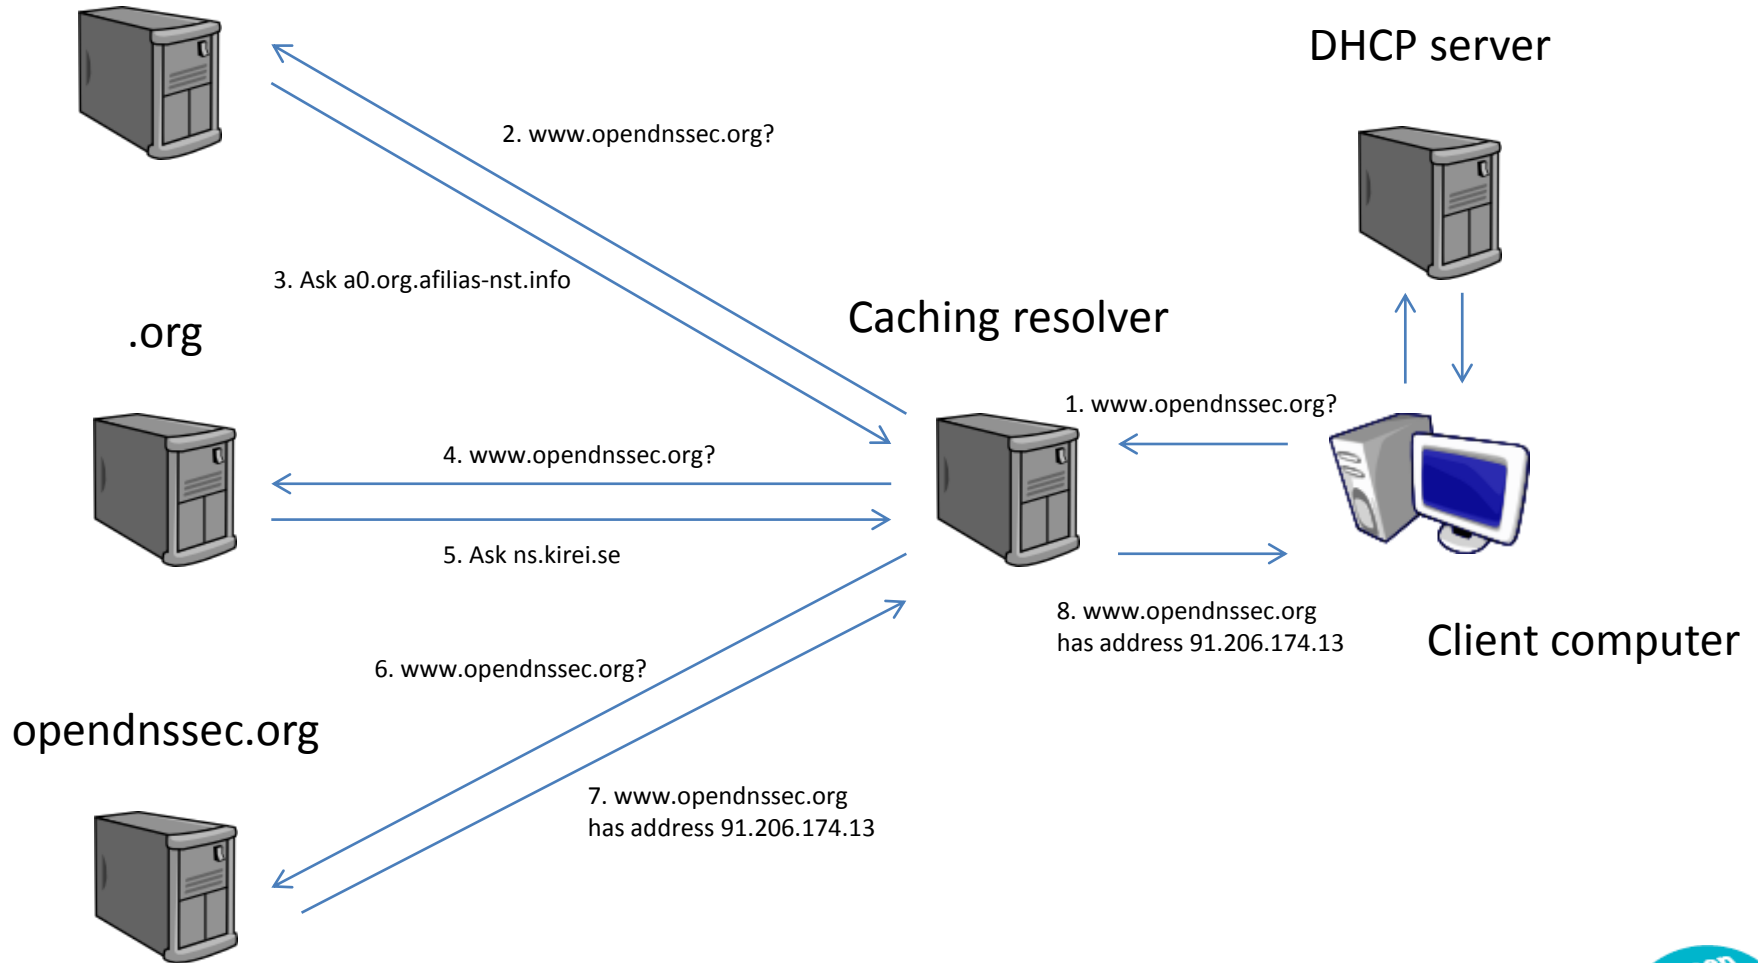 DHCP server
2. www.opendnssec.org?
3. Ask a0.org.afilias-nst.info
.org
Caching resolver
1. www.opendnssec.org?
4. www.opendnssec.org?
5. Ask ns.kirei.se
8. www.opendnssec.org
has address 91.206.174.13
Client computer
6. www.opendnssec.org?
opendnssec.org
7. www.opendnssec.org
has address 91.206.174.13